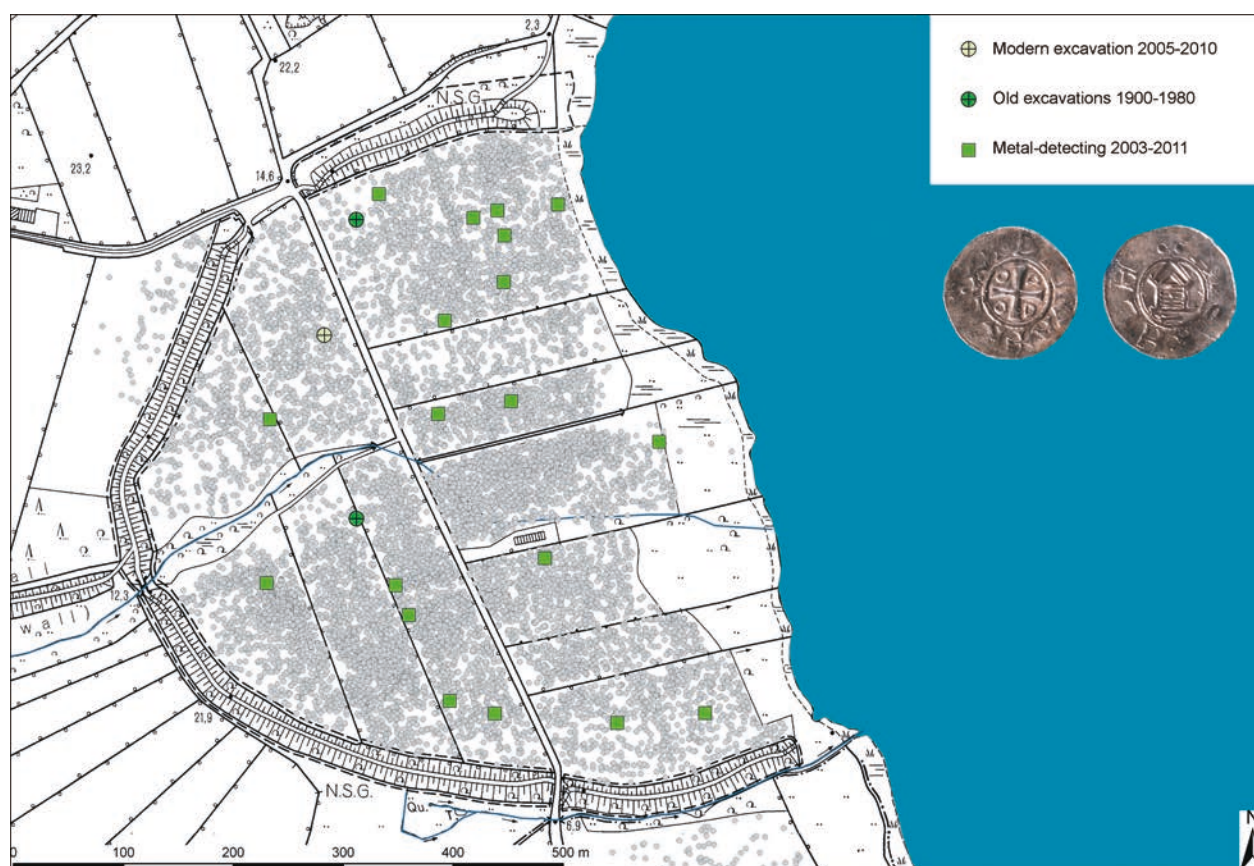 2,3
Modern excavation 2005-2010
22,2
Old excavations 1900-1980
N.S.G.
23,2
Metal-detecting 2003-2011
14,6
12,3
wall)
21,9
N.S.G.
Qu.
6,9
N
0 100 200 300 400 500 m